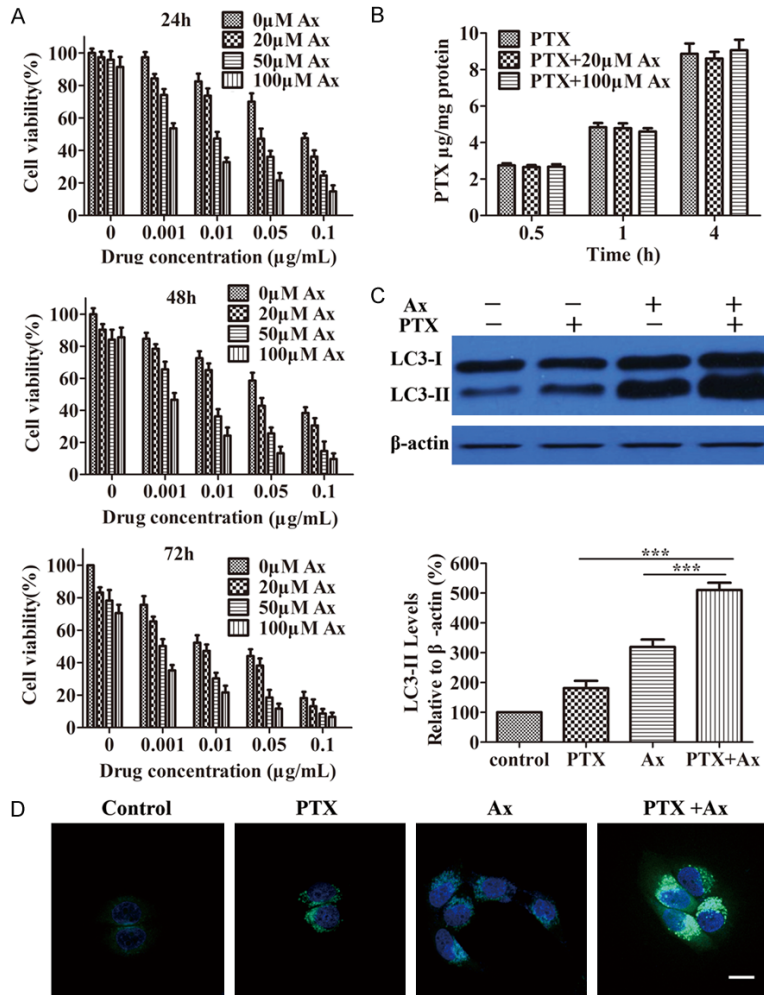 A
24h
0μM Ax
20μM Ax
50μM Ax
100μM Ax
Cell viability(%)
120
100
80
60
40
20
0
0 0.001 0.01 0.05 0.1
Drug concentration (μg/mL)
48h
0μM Ax
20μM Ax
50μM Ax
100μM Ax
Cell viability(%)
120
100
80
60
40
20
0
0 0.001 0.01 0.05 0.1
Drug concentration (μg/mL)
72h
0μM Ax
20μM Ax
50μM Ax
100μM Ax
Cell viability(%)
100
80
60
40
20
0
0 0.001 0.01 0.05 0.1
Drug concentration (μg/mL)
B
PTX
PTX+20μM Ax
PTX+100μM Ax
PTX μg/mg protein
10
8
6
4
2
0
0.5 1 4
Time (h)
C
Ax − − + +
PTX − + − +
LC3-I
LC3-II
β-actin
LC3-II Levels
Relative to β -actin (%)
600
500
400
300
200
100
0
***
***
control PTX Ax PTX+Ax
D
Control PTX Ax PTX +Ax